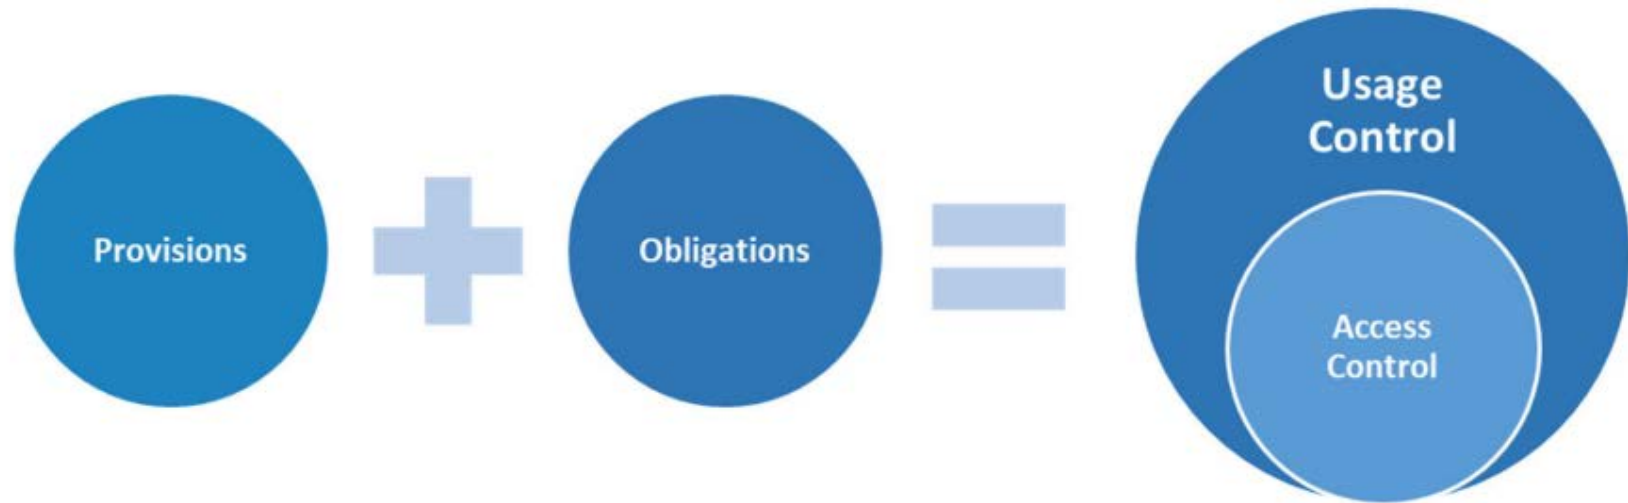 Provisions
Obligations
Usage
Control
Access
Control